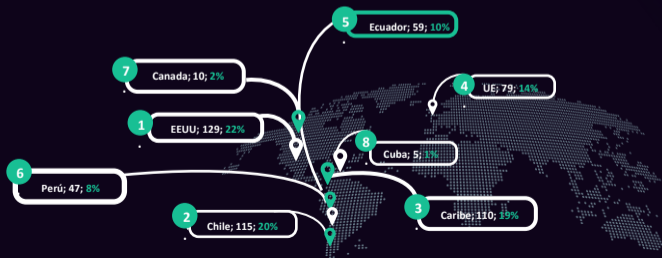 5
Ecuador; 59; 10%
7
Canada; 10; 2%
4
UE; 79; 14%
1
EEUU; 129; 22%
8
Cuba; 5; 1%
6
Perú; 47; 8%
2
Chile; 115; 20%
3
Caribe; 110; 19%